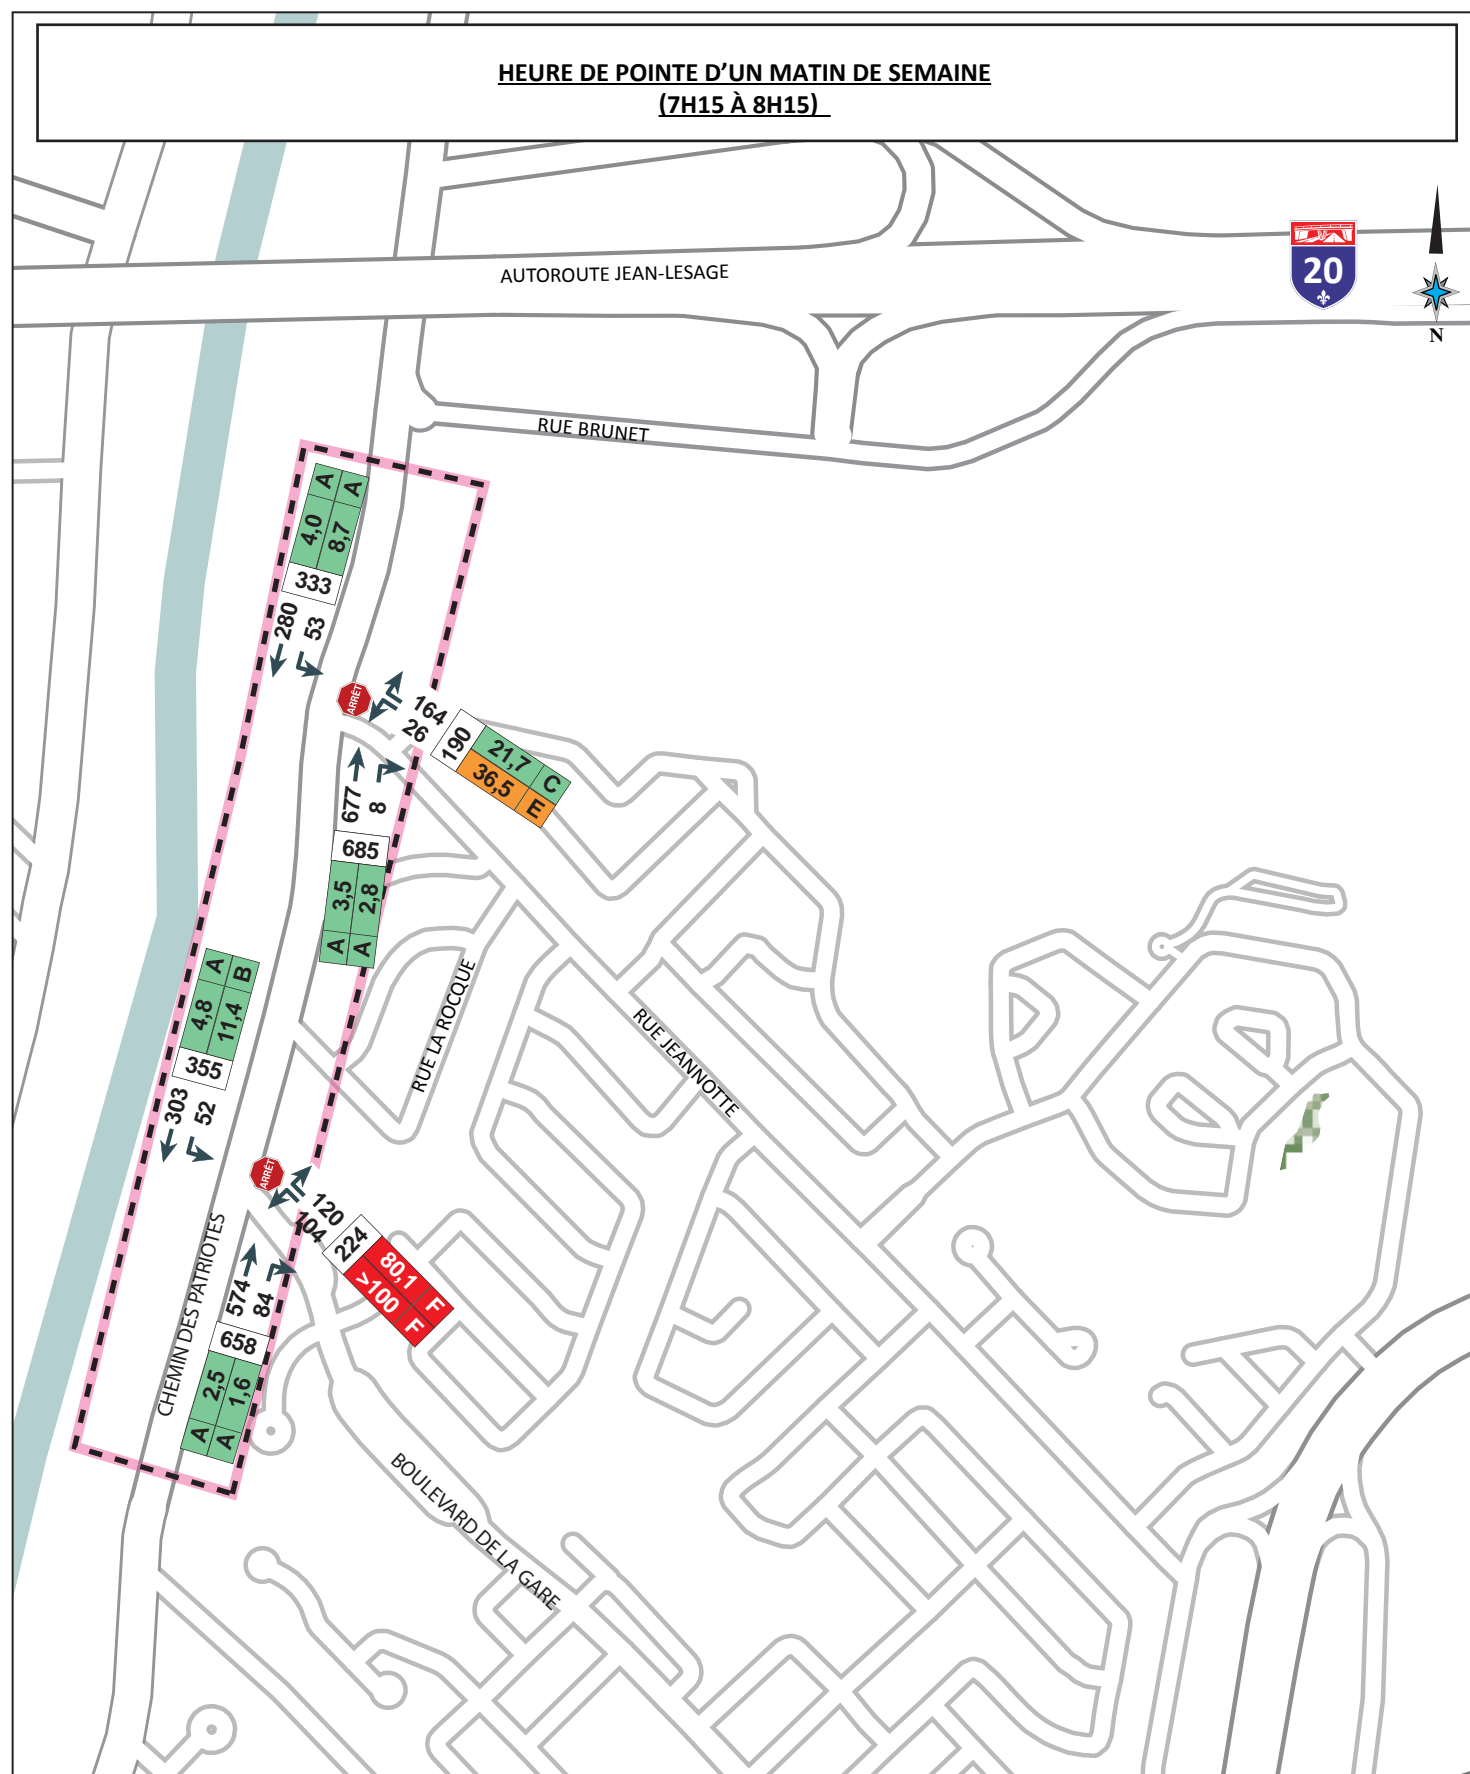 HEURE DE POINTE D'UN MATIN DE SEMAINE
(7H15 À 8H15)
AUTOROUTE JEAN-LESAGE
20
N
RUE BRUNET
A
A
4,0
8,7
333
280
53
ARRÊT
164
26
190
21,7
C
36,5
E
677
8
685
3,5
2,8
A
A
A
B
4,8
11,4
355
303
52
RUE LA ROCQUE
RUE JEANNOTTE
ARRÊT
120
104
224
80,1
F
>100
F
CHEMIN DES PATRIOTES
574
84
658
2,5
1,6
A
A
BOULEVARD DE LA GARE